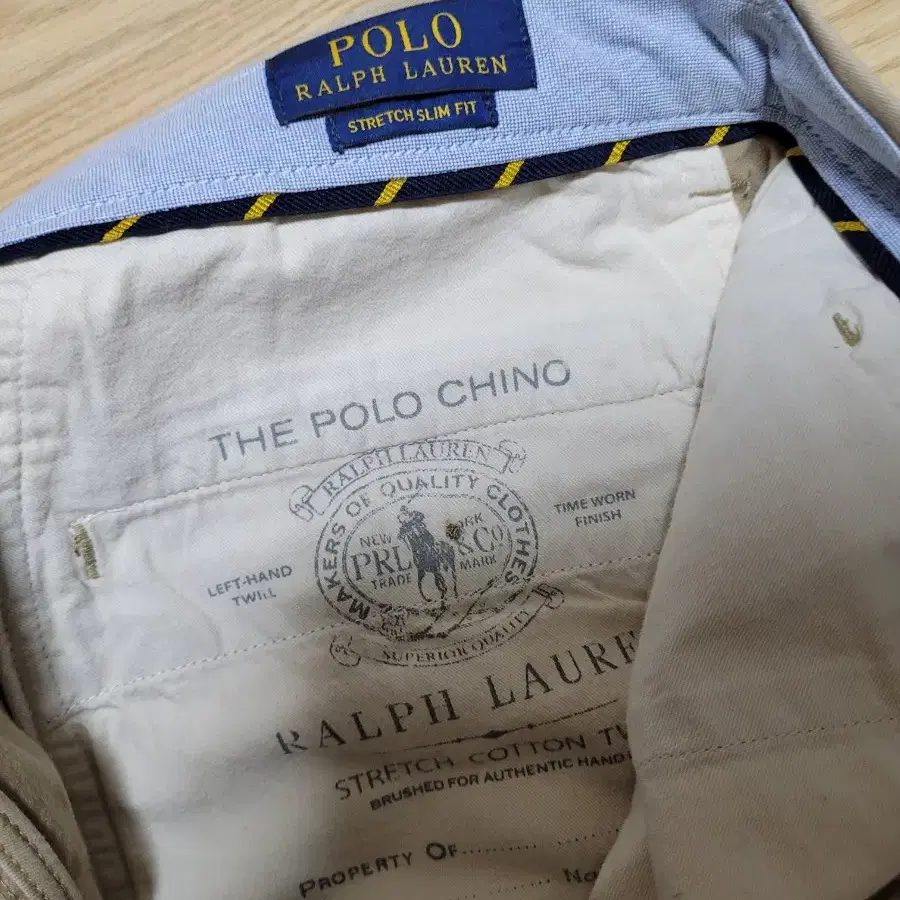 POLO
RALPH LAUREN
STRETCH SLIM FIT
THE POLO CHINO
RALPH LAUREN
MAKERS OF QUALITY CLOTHES
NEW
PRL &Co
TRADE MARK
SUPERIOR QUALITY
LEFT-HAND
TWILL
TIME WORN
FINISH
RALPH LAURE
STRETCH COTTON TW
BRUSHED FOR AUTHENTIC HAND
PROPERTY OF
No